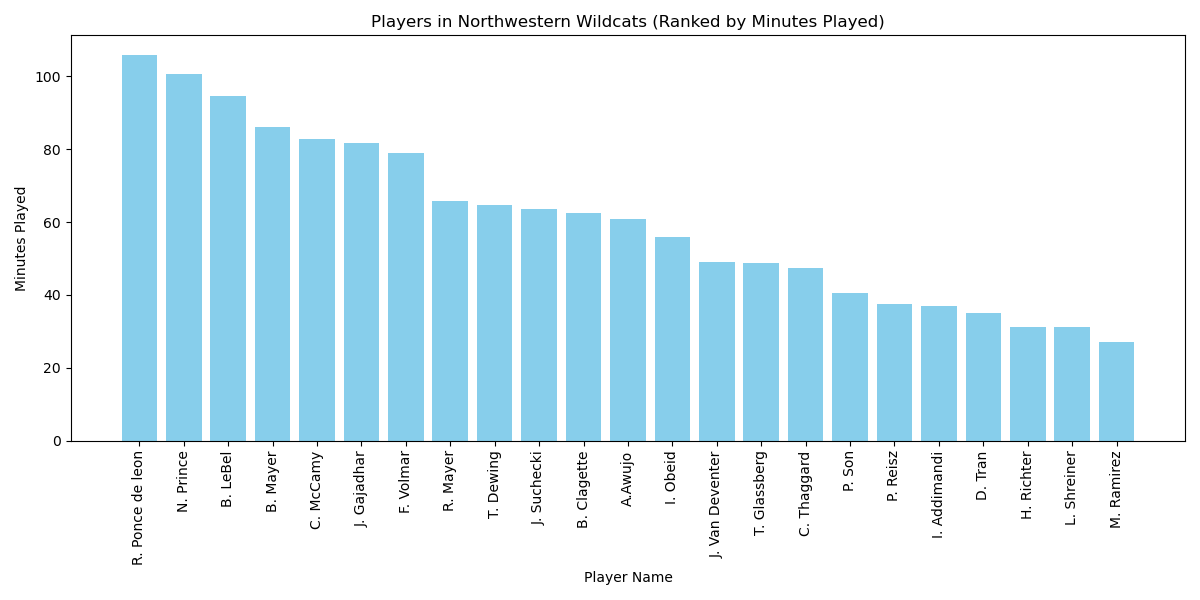 Players in Northwestern Wildcats (Ranked by Minutes Played)
Minutes Played
100
80
60
40
20
0
R. Ponce de leon
N. Prince
B. LeBel
B. Mayer
C. McCamy
J. Gajadhar
F. Volmar
R. Mayer
T. Dewing
J. Suchecki
B. Clagette
A.Awujo
I. Obeid
J. Van Deventer
T. Glassberg
C. Thaggard
P. Son
P. Reisz
I. Addimandi
D. Tran
H. Richter
L. Shreiner
M. Ramirez
Player Name